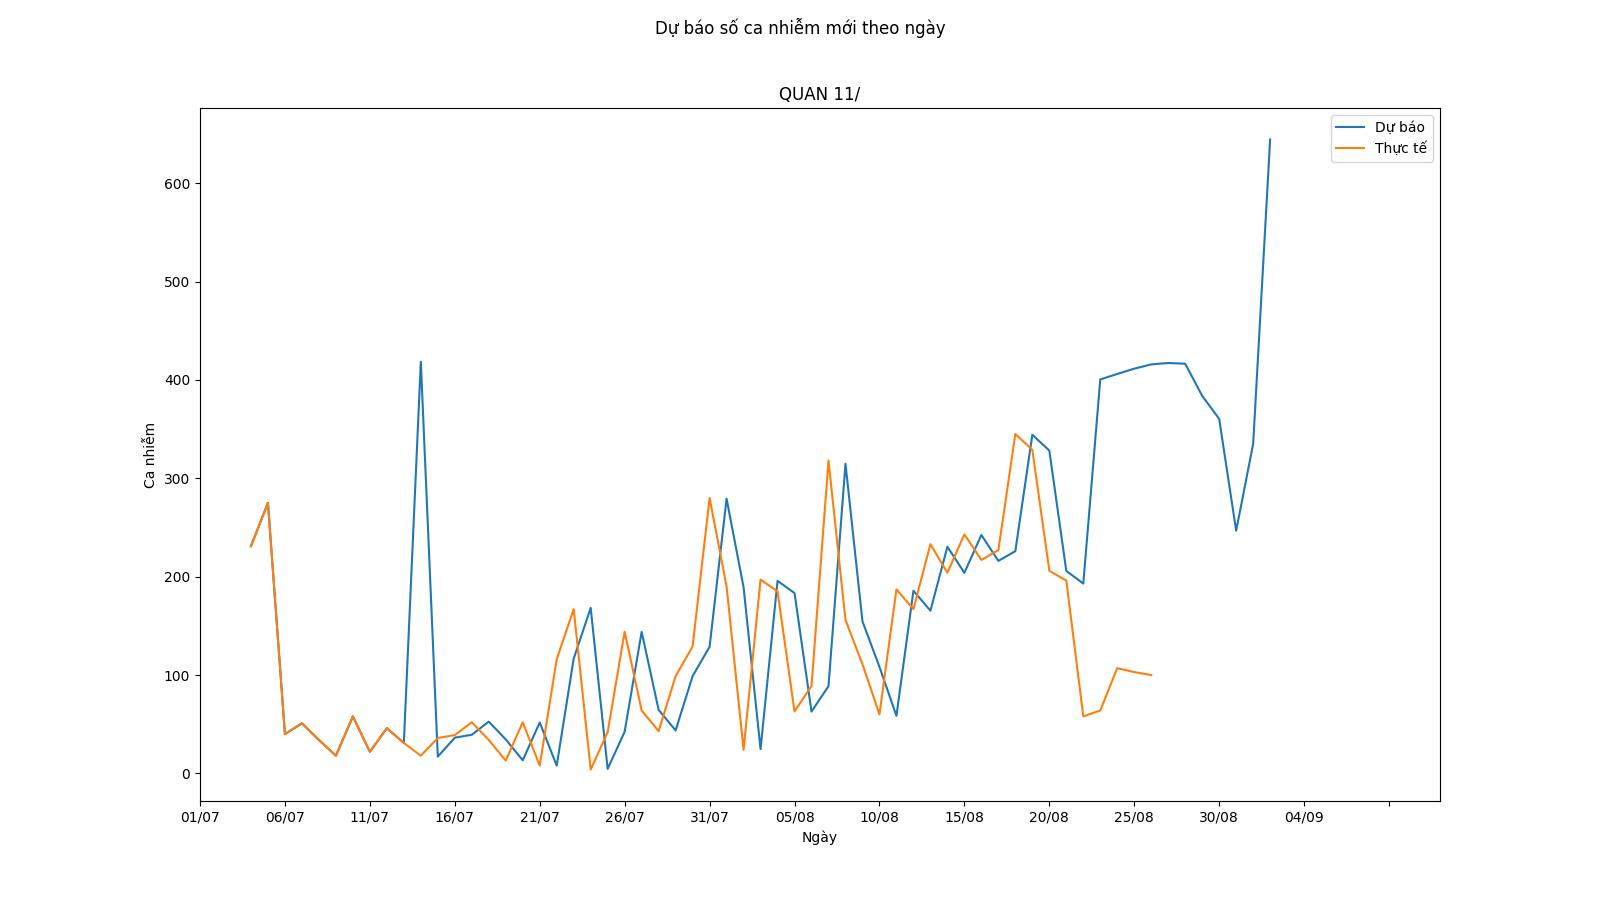 Dự báo số ca nhiễm mới theo ngày
QUAN 11/
Dự báo
Thực tế
600
500
400
300
200
100
0
Ca nhiễm
01/07 06/07 11/07 16/07 21/07 26/07 31/07 05/08 10/08 15/08 20/08 25/08 30/08 04/09
Ngày